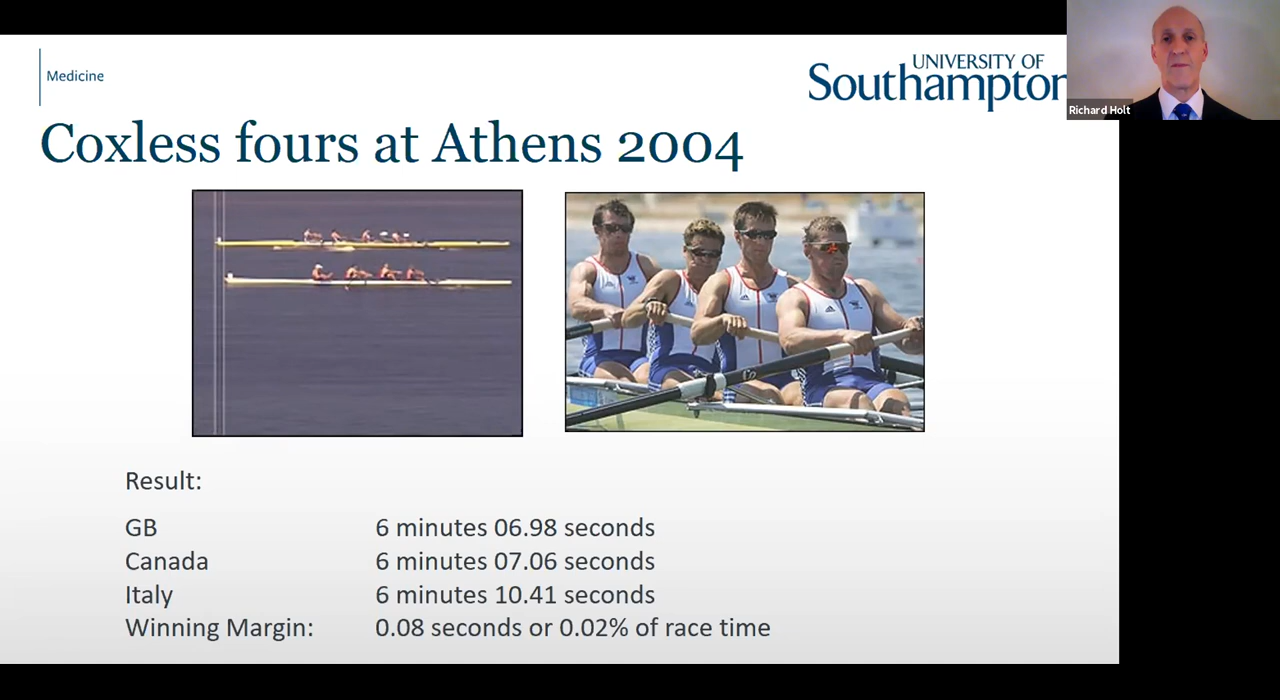 Medicine
UNIVERSITY OF
Southampton
Richard Holt
Coxless fours at Athens 2004
Result:
GB 6 minutes 06.98 seconds
Canada 6 minutes 07.06 seconds
Italy 6 minutes 10.41 seconds
Winning Margin: 0.08 seconds or 0.02% of race time